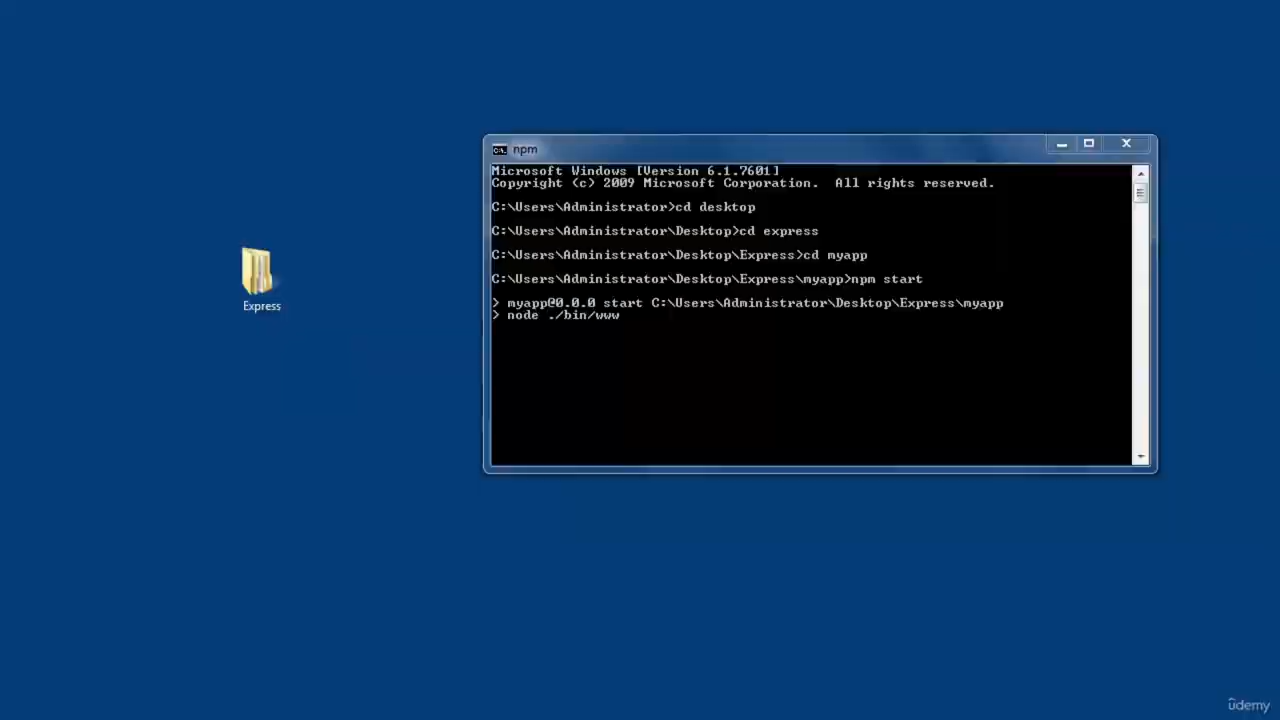 npm
Microsoft Windows [Version 6.1.7601]
Copyright (c) 2009 Microsoft Corporation.  All rights reserved.
C:\Users\Administrator>cd desktop
C:\Users\Administrator\Desktop>cd express
C:\Users\Administrator\Desktop\Express>cd myapp
C:\Users\Administrator\Desktop\Express\myapp>npm start
> myapp@0.0.0 start C:\Users\Administrator\Desktop\Express\myapp
> node ./bin/www
Express
udemy